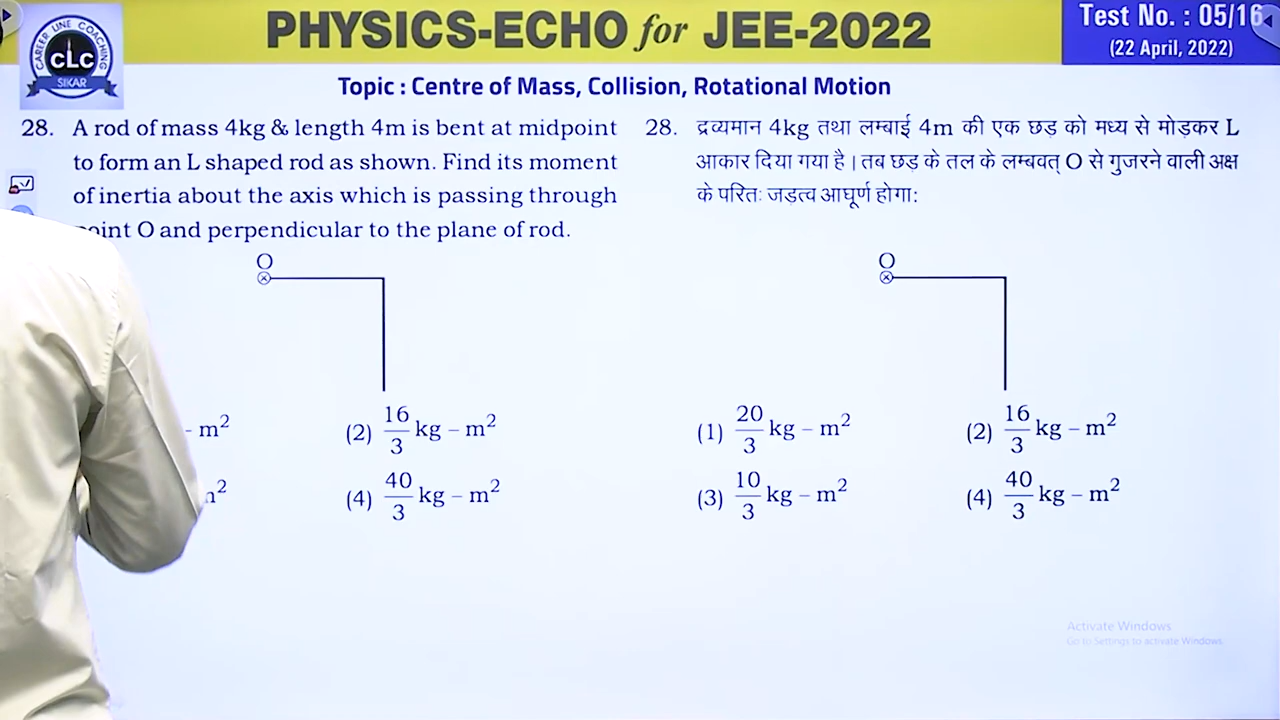 PHYSICS-ECHO for JEE-2022
Test No. : 05/16
(22 April, 2022)
CAREER LINE COACHING
CLC
SIKAR
Topic : Centre of Mass, Collision, Rotational Motion
28. A rod of mass 4kg & length 4m is bent at midpoint
to form an L shaped rod as shown. Find its moment
of inertia about the axis which is passing through
point O and perpendicular to the plane of rod.
O
- m²
(2) 16/3 kg – m²
m²
(4) 40/3 kg – m²
28. द्रव्यमान 4kg तथा लम्बाई 4m की एक छड़ को मध्य से मोड़कर L
आकार दिया गया है। तब छड़ के तल के लम्बवत् O से गुजरने वाली अक्ष
के परितः जड़त्व आघूर्ण होगा:
O
(1) 20/3 kg – m²
(2) 16/3 kg – m²
(3) 10/3 kg – m²
(4) 40/3 kg – m²
Activate Windows
Go to Settings to activate Windows.